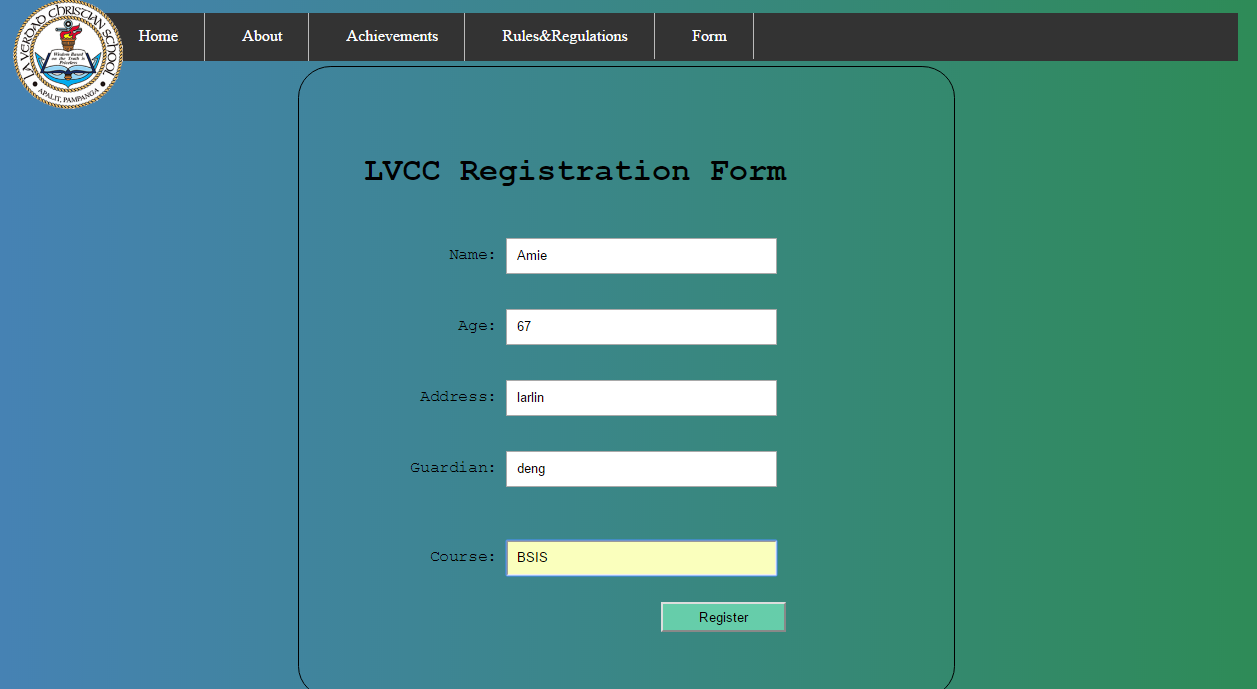 LA VERDAD CHRISTIAN SCHOOL
Wisdom Based
on the Truth is
Priceless
APALIT, PAMPANGA
Home About Achievements Rules&Regulations Form
LVCC Registration Form
Name: Amie
Age: 67
Address: larlin
Guardian: deng
Course: BSIS
Register